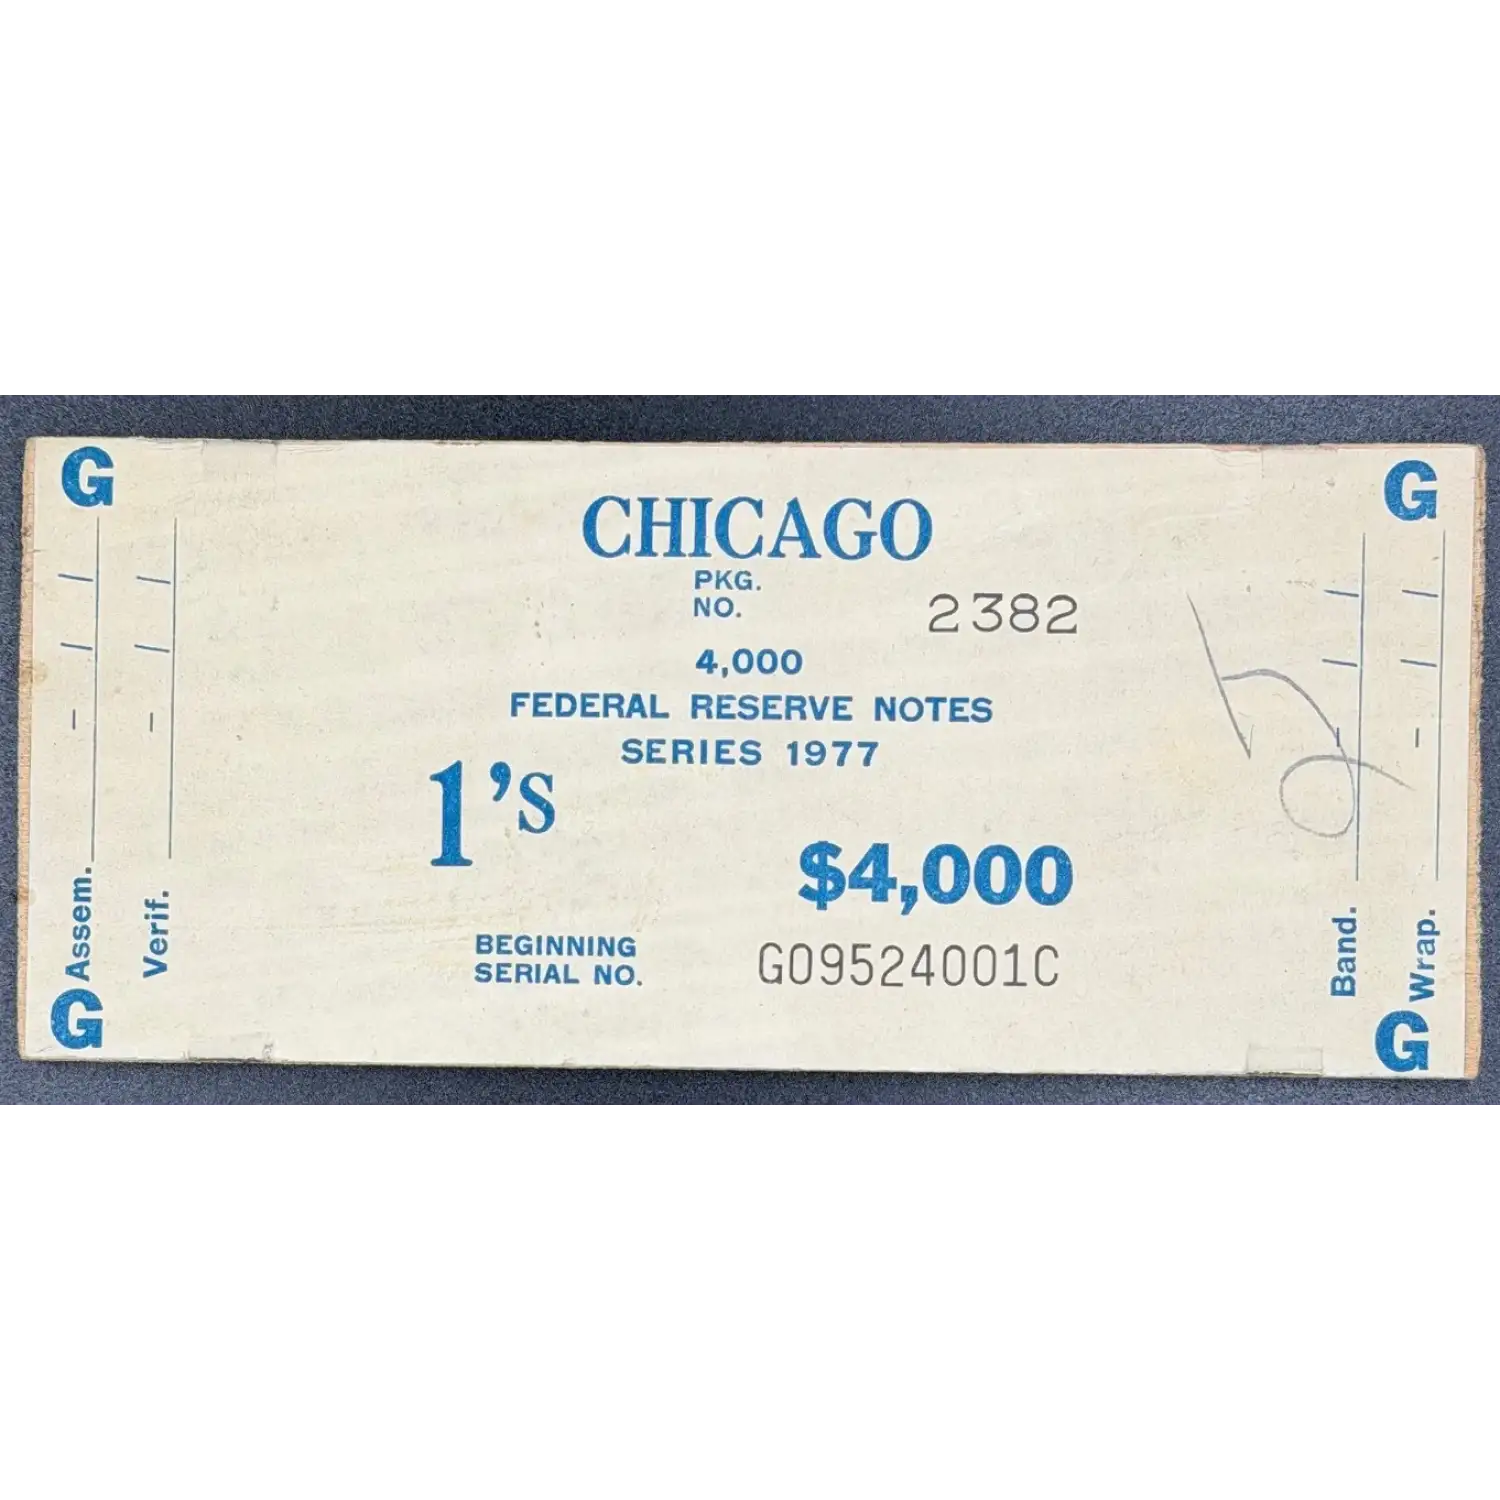 G G
CHICAGO
PKG.
NO. 2382
4,000
FEDERAL RESERVE NOTES
SERIES 1977
1's
$4,000
BEGINNING
SERIAL NO. G09524001C
Assem.
Verif.
Band.
Wrap.
G G